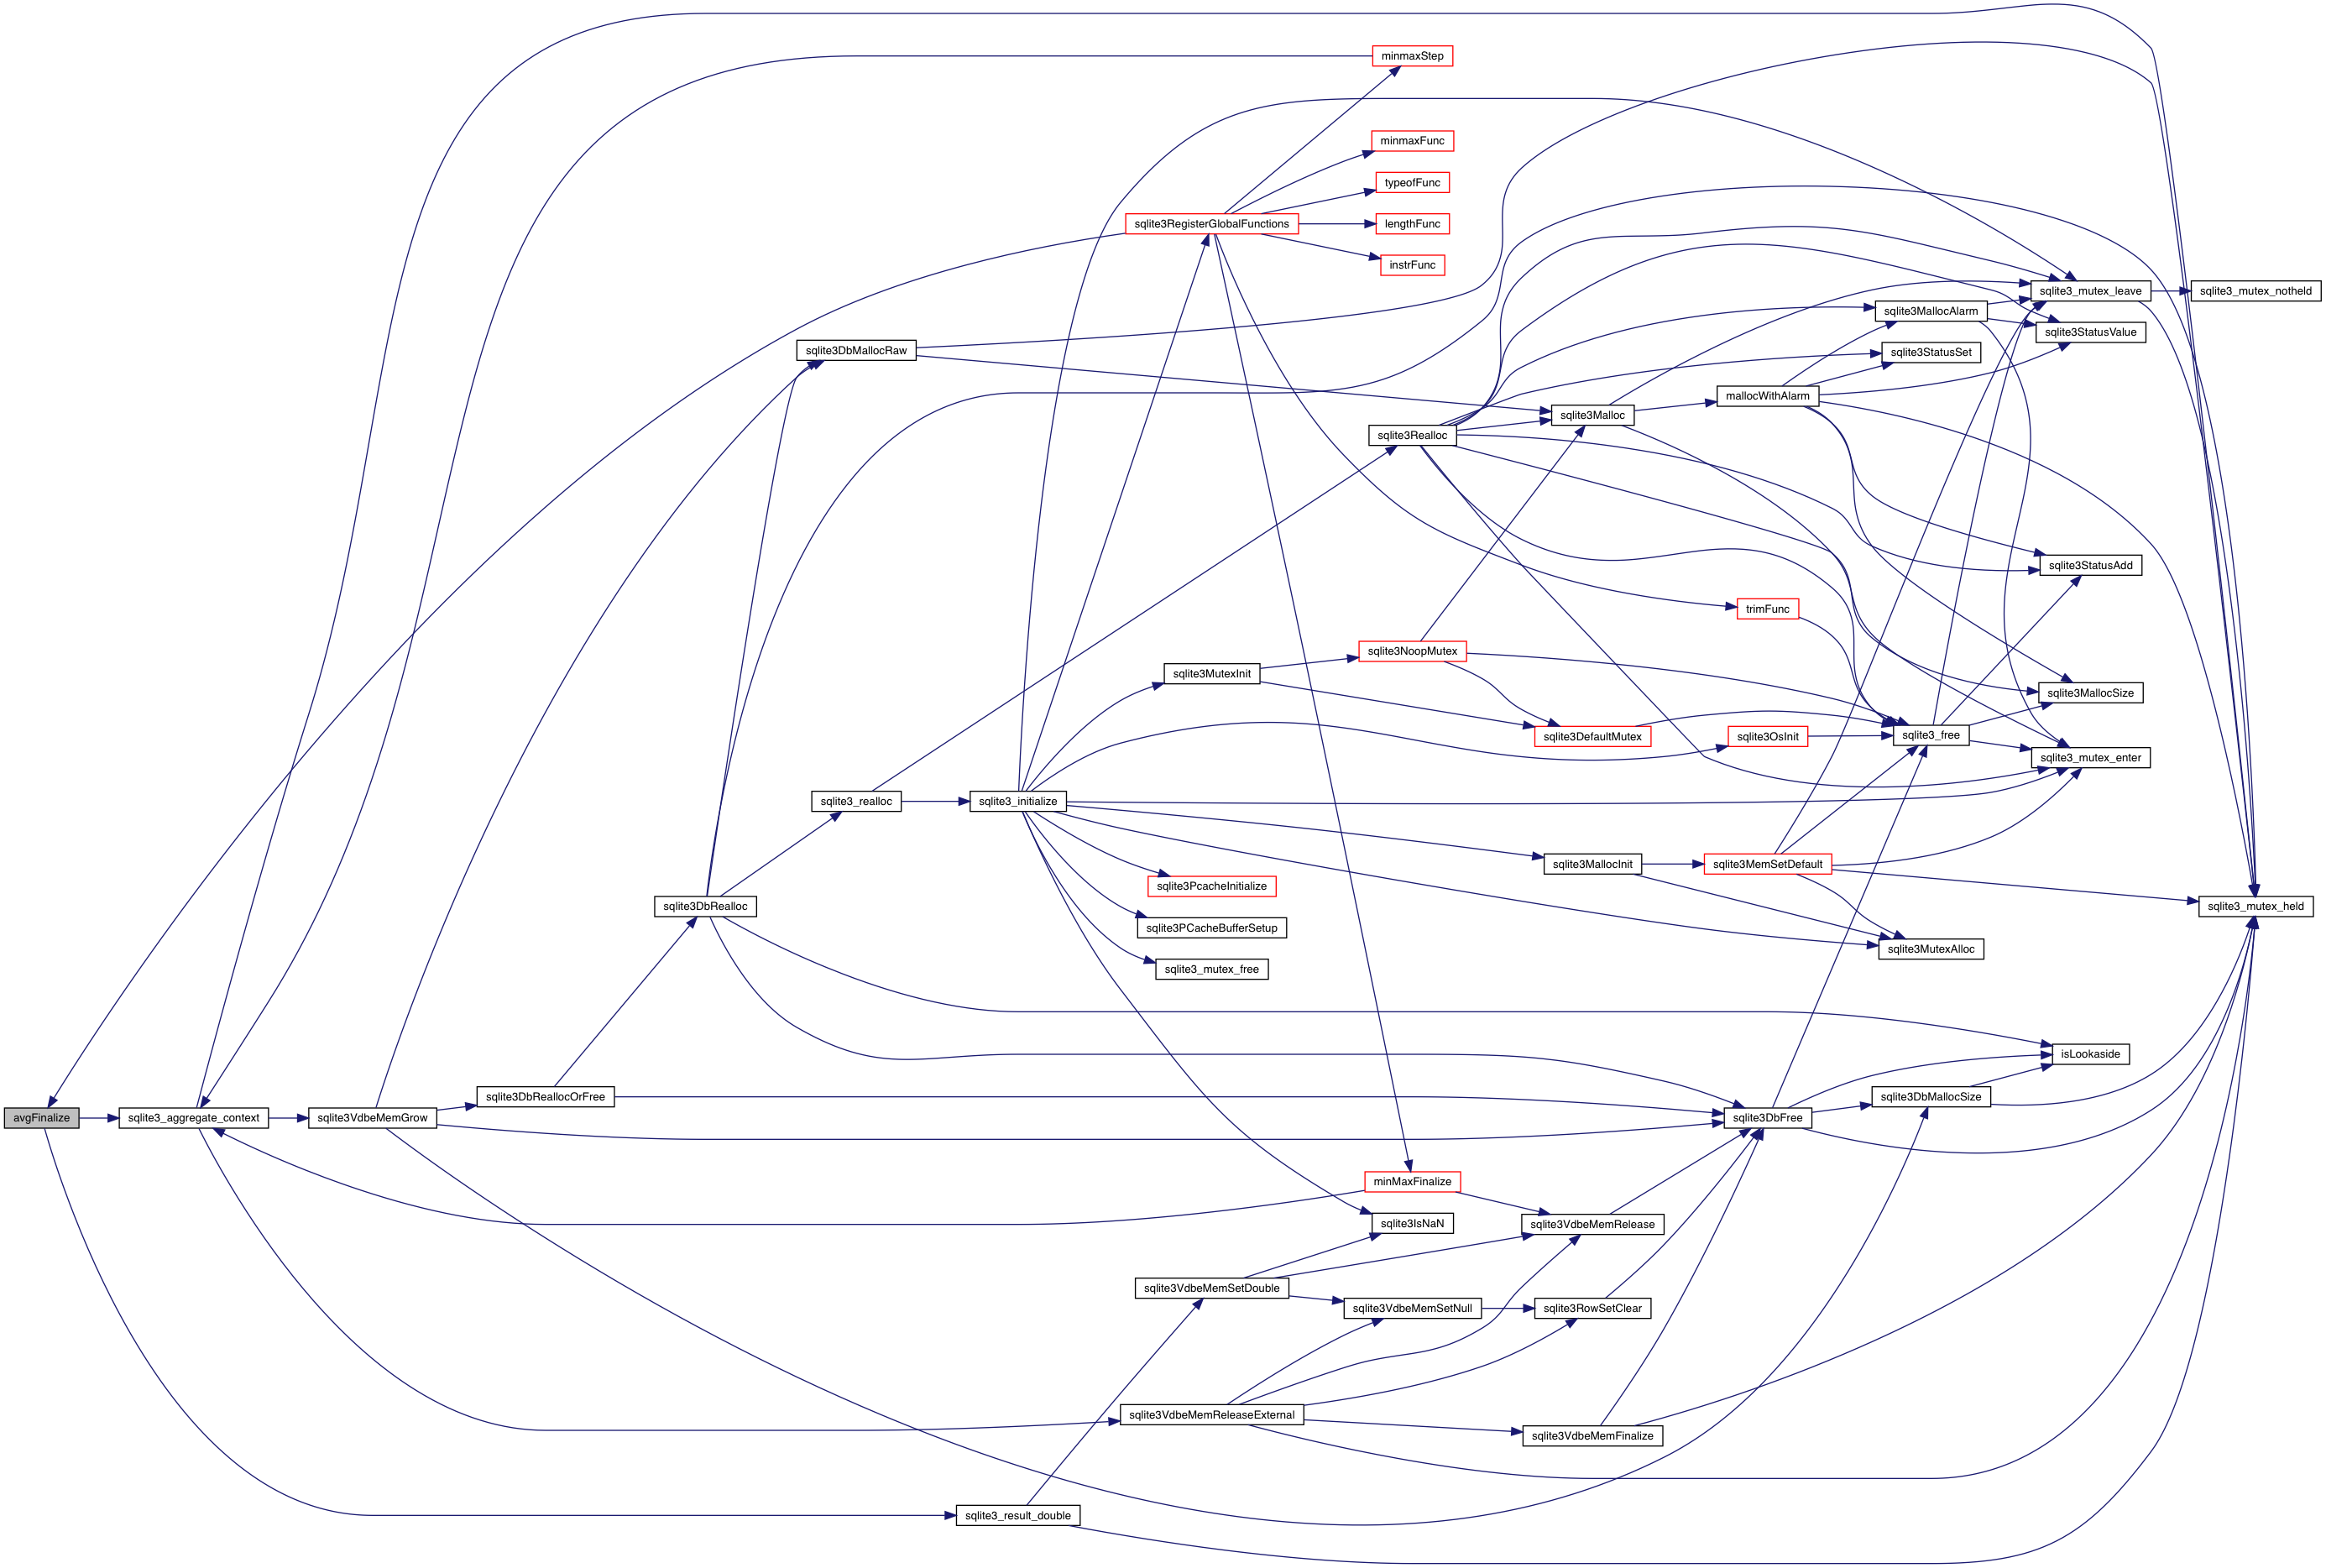 minmaxStep
minmaxFunc
typeofFunc
sqlite3RegisterGlobalFunctions
lengthFunc
instrFunc
sqlite3_mutex_leave
sqlite3_mutex_notheld
sqlite3MallocAlarm
sqlite3StatusValue
sqlite3DbMallocRaw
sqlite3StatusSet
mallocWithAlarm
sqlite3Malloc
sqlite3Realloc
sqlite3StatusAdd
trimFunc
sqlite3NoopMutex
sqlite3MutexInit
sqlite3MallocSize
sqlite3DefaultMutex
sqlite3OsInit
sqlite3_free
sqlite3_mutex_enter
sqlite3_realloc
sqlite3_initialize
sqlite3MallocInit
sqlite3MemSetDefault
sqlite3PcacheInitialize
sqlite3DbRealloc
sqlite3_mutex_held
sqlite3PCacheBufferSetup
sqlite3MutexAlloc
sqlite3_mutex_free
isLookaside
sqlite3DbReallocOrFree
sqlite3DbMallocSize
avgFinalize
sqlite3_aggregate_context
sqlite3VdbeMemGrow
sqlite3DbFree
minMaxFinalize
sqlite3IsNaN
sqlite3VdbeMemRelease
sqlite3VdbeMemSetDouble
sqlite3VdbeMemSetNull
sqlite3RowSetClear
sqlite3VdbeMemReleaseExternal
sqlite3VdbeMemFinalize
sqlite3_result_double